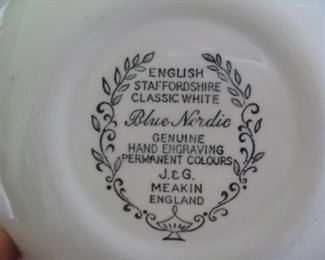 ENGLISH
STAFFORDSHIRE
CLASSIC WHITE
Blue Nordic
GENUINE
HAND ENGRAVING
PERMANENT COLOURS
J. & G.
MEAKIN
ENGLAND